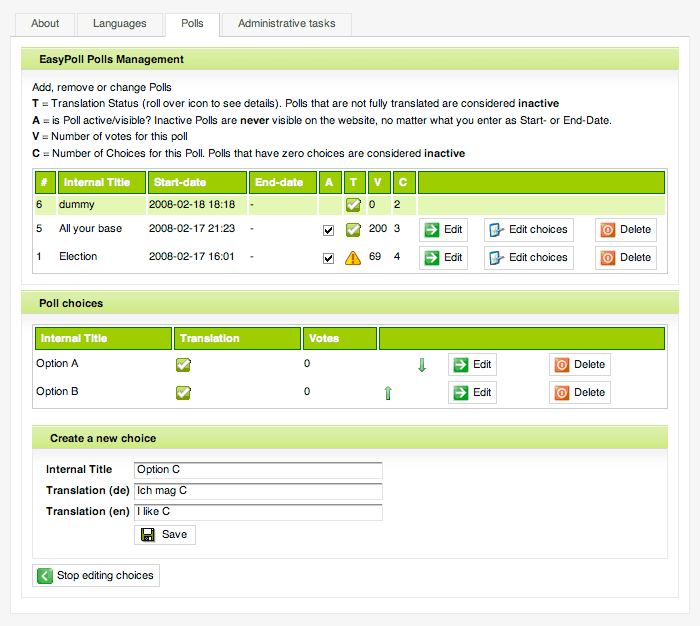 About Languages Polls Administrative tasks
EasyPoll Polls Management
Add, remove or change Polls
T = Translation Status (roll over icon to see details). Polls that are not fully translated are considered inactive
A = is Poll active/visible? Inactive Polls are never visible on the website, no matter what you enter as Start- or End-Date.
V = Number of votes for this poll
C = Number of Choices for this Poll. Polls that have zero choices are considered inactive
# Internal Title Start-date End-date A T V C
6 dummy 2008-02-18 18:18 - 0 2
5 All your base 2008-02-17 21:23 - 200 3 Edit Edit choices Delete
1 Election 2008-02-17 16:01 - 69 4 Edit Edit choices Delete
Poll choices
Internal Title Translation Votes
Option A 0 Edit Delete
Option B 0 Edit Delete
Create a new choice
Internal Title Option C
Translation (de) Ich mag C
Translation (en) I like C
Save
Stop editing choices